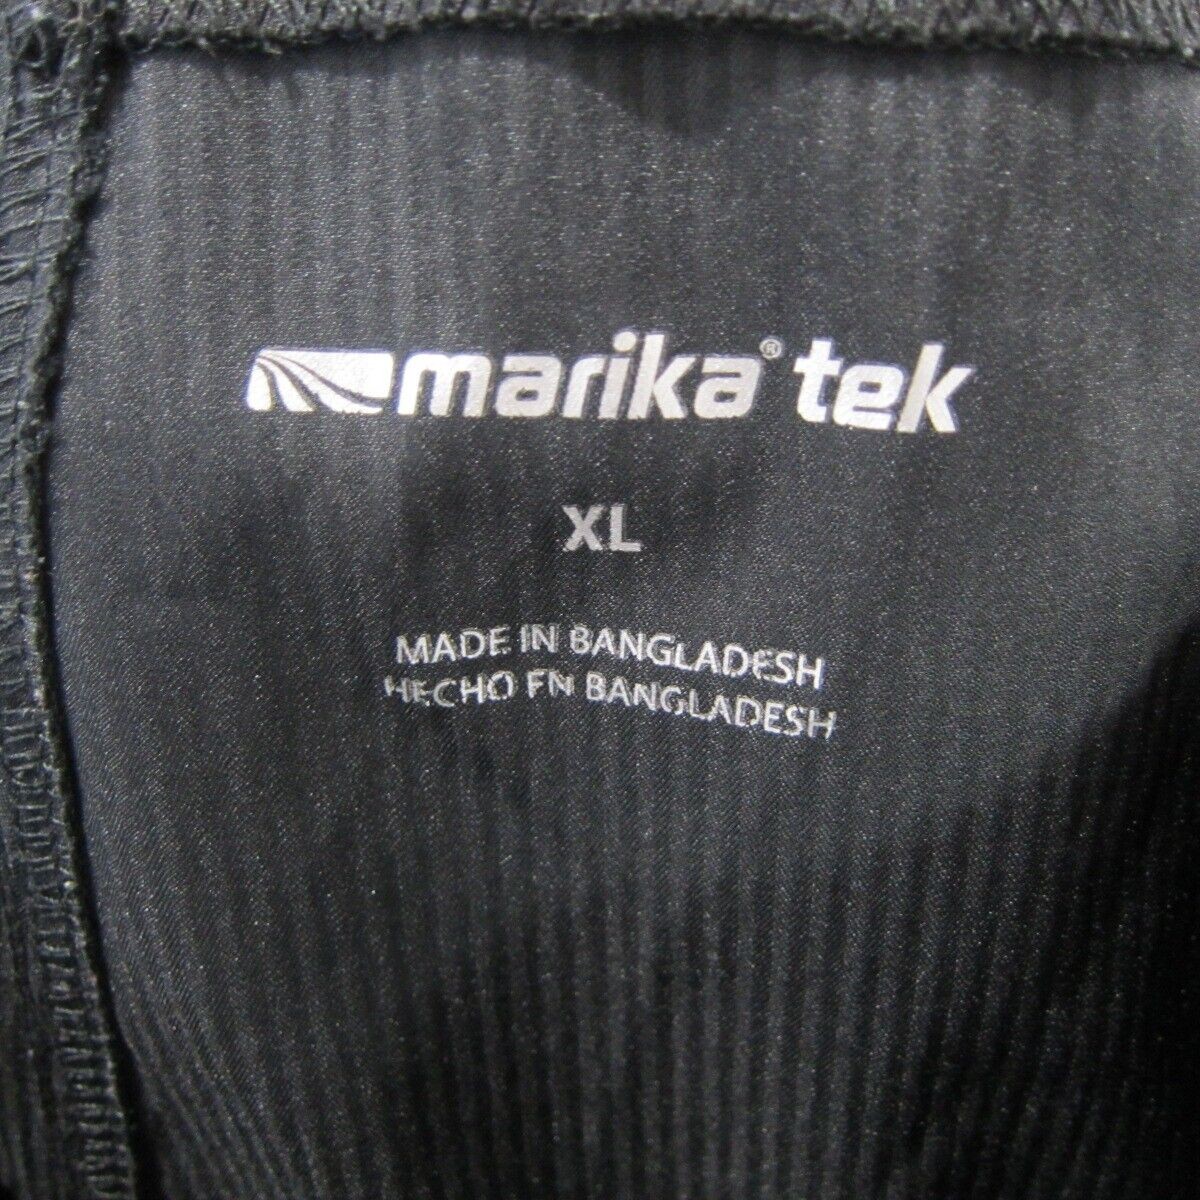 marika® tek
XL
MADE IN BANGLADESH
HECHO EN BANGLADESH